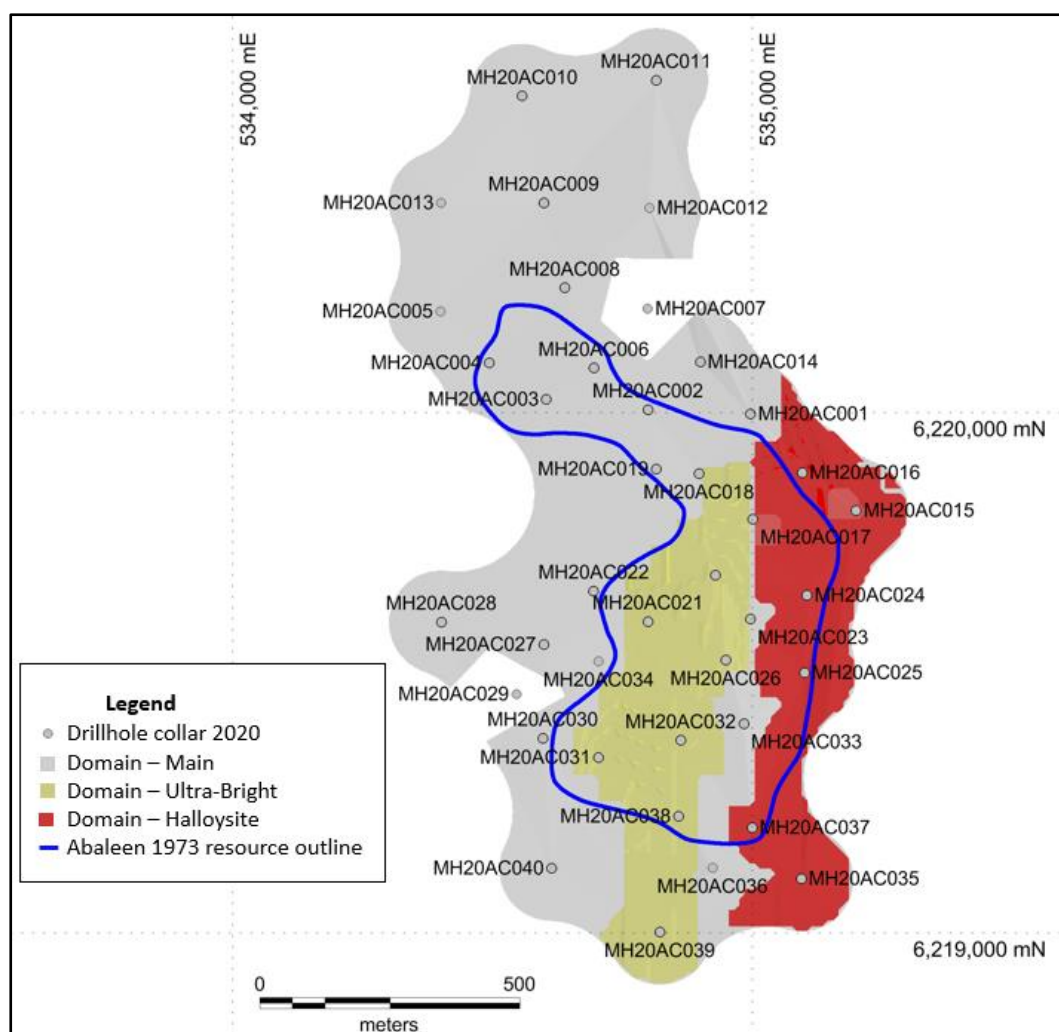 534,000 mE
535,000 mE
MH20AC011
MH20AC010
MH20AC009
MH20AC013
MH20AC012
MH20AC008
MH20AC005
MH20AC007
MH20AC006
MH20AC004
MH20AC014
MH20AC002
MH20AC003
MH20AC001
6,220,000 mN
MH20AC019
MH20AC016
MH20AC018
MH20AC015
MH20AC017
MH20AC022
MH20AC028
MH20AC021
MH20AC024
MH20AC023
MH20AC027
MH20AC034
MH20AC026
MH20AC025
MH20AC029
MH20AC030
MH20AC032
MH20AC033
MH20AC031
MH20AC038
MH20AC037
MH20AC040
MH20AC036
MH20AC035
MH20AC039
6,219,000 mN
Legend
Drillhole collar 2020
Domain – Main
Domain – Ultra-Bright
Domain – Halloysite
Abaleen 1973 resource outline
0 500
meters